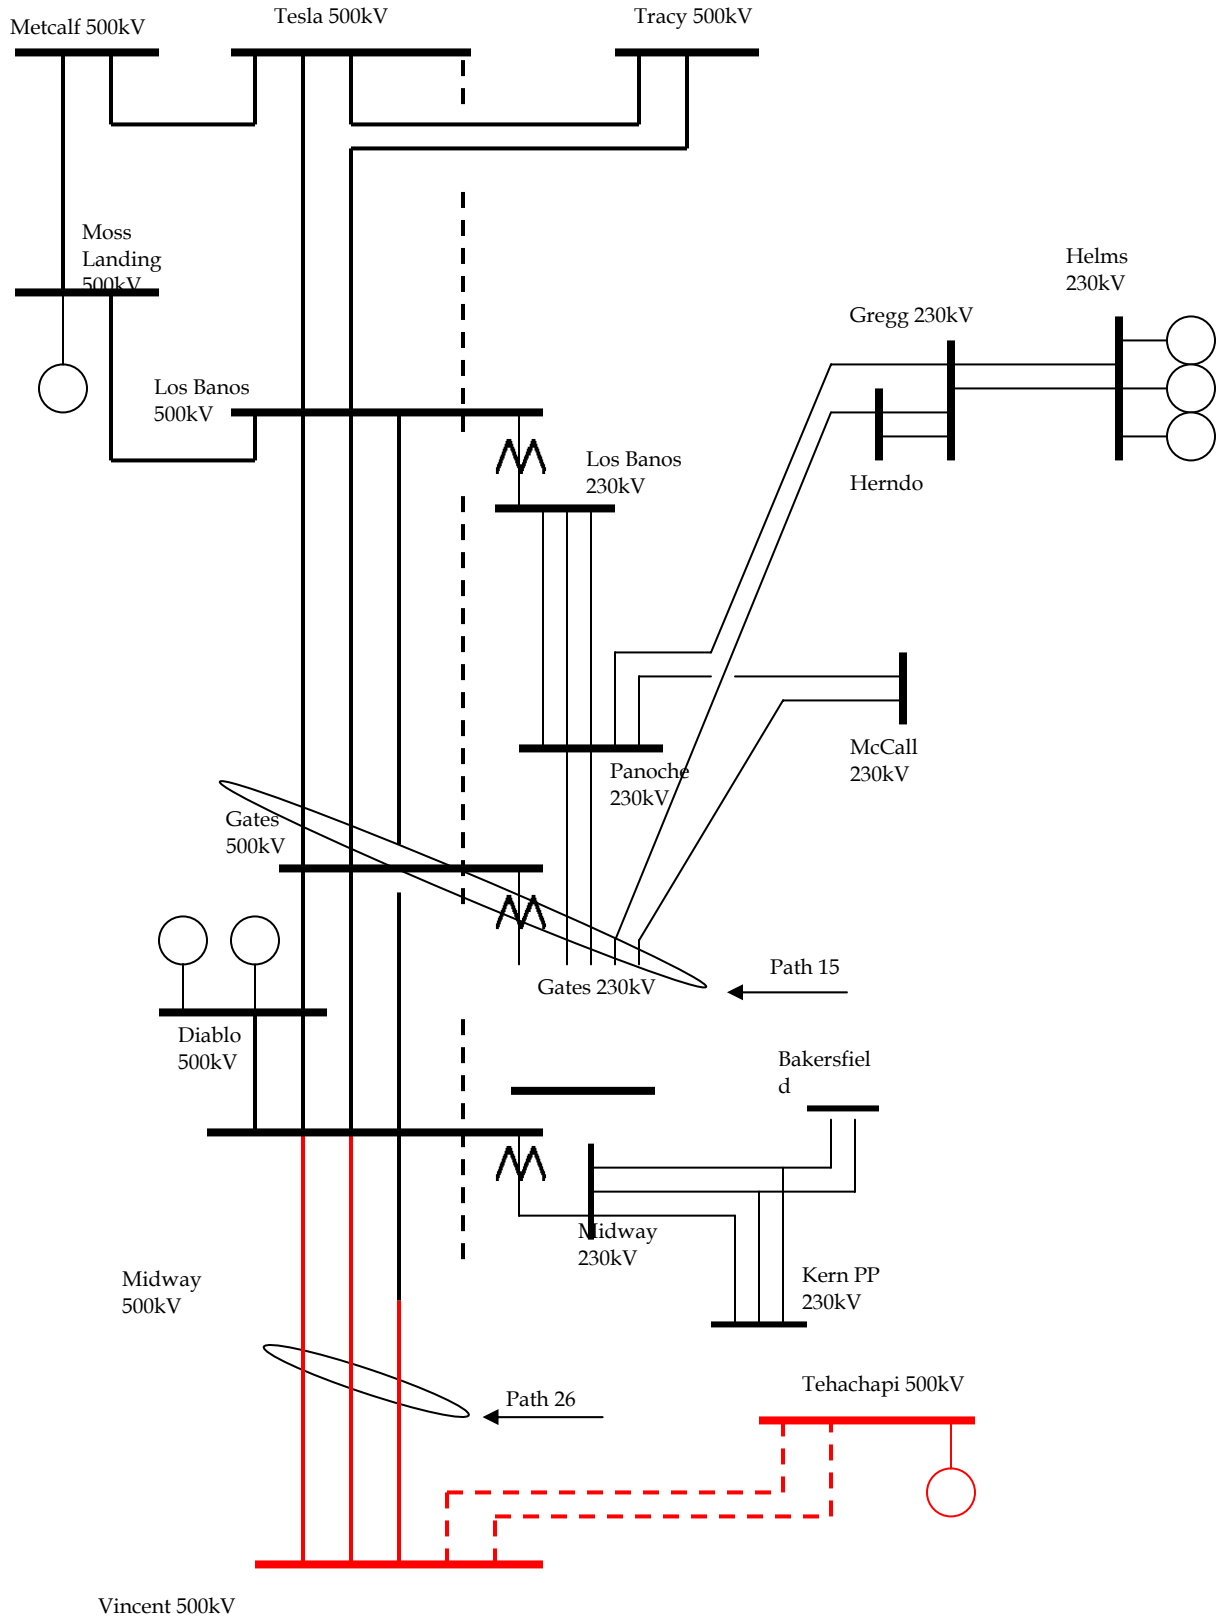 Metcalf 500kV
Tesla 500kV
Tracy 500kV
Moss
Landing
500kV
Helms
230kV
Gregg 230kV
Los Banos
500kV
Los Banos
230kV
Herndo
McCall
230kV
Panoche
230kV
Gates
500kV
Path 15
Gates 230kV
Diablo
500kV
Bakersfiel
d
Midway
230kV
Midway
500kV
Kern PP
230kV
Tehachapi 500kV
Path 26
Vincent 500kV